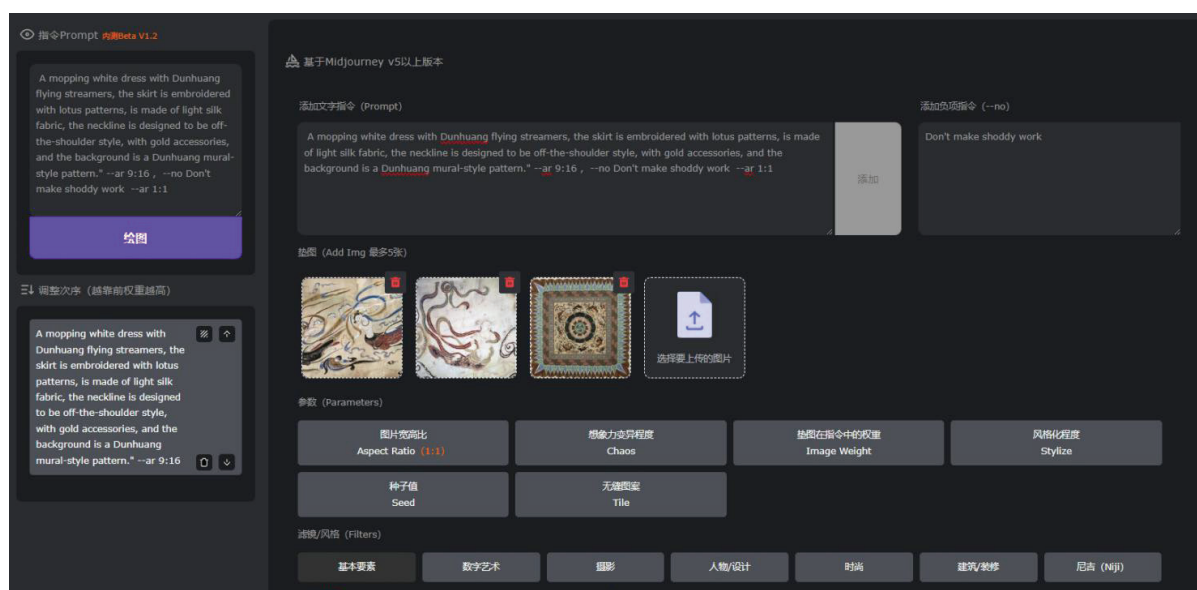 指令Prompt 内测Beta V1.2
A mopping white dress with Dunhuang
flying streamers, the skirt is embroidered
with lotus patterns, is made of light silk
fabric, the neckline is designed to be off-
the-shoulder style, with gold accessories,
and the background is a Dunhuang mural-
style pattern." --ar 9:16 , --no Don't
make shoddy work --ar 1:1
绘图
调整次序（越靠前权重越高）
A mopping white dress with
Dunhuang flying streamers, the
skirt is embroidered with lotus
patterns, is made of light silk
fabric, the neckline is designed
to be off-the-shoulder style,
with gold accessories, and the
background is a Dunhuang
mural-style pattern." --ar 9:16
基于Midjourney v5以上版本
添加文字指令 (Prompt)
A mopping white dress with Dunhuang flying streamers, the skirt is embroidered with lotus patterns, is made
of light silk fabric, the neckline is designed to be off-the-shoulder style, with gold accessories, and the
background is a Dunhuang mural-style pattern." --ar 9:16 , --no Don't make shoddy work --ar 1:1
添加
添加负项指令 (--no)
Don't make shoddy work
垫图 (Add Img 最多5张)
选择要上传的图片
参数 (Parameters)
图片宽高比
Aspect Ratio (1:1)
想象力变异程度
Chaos
垫图在指令中的权重
Image Weight
风格化程度
Stylize
种子值
Seed
无缝图案
Tile
滤镜/风格 (Filters)
基本要素
数字艺术
摄影
人物/设计
时尚
建筑/装修
尼吉 (Niji)